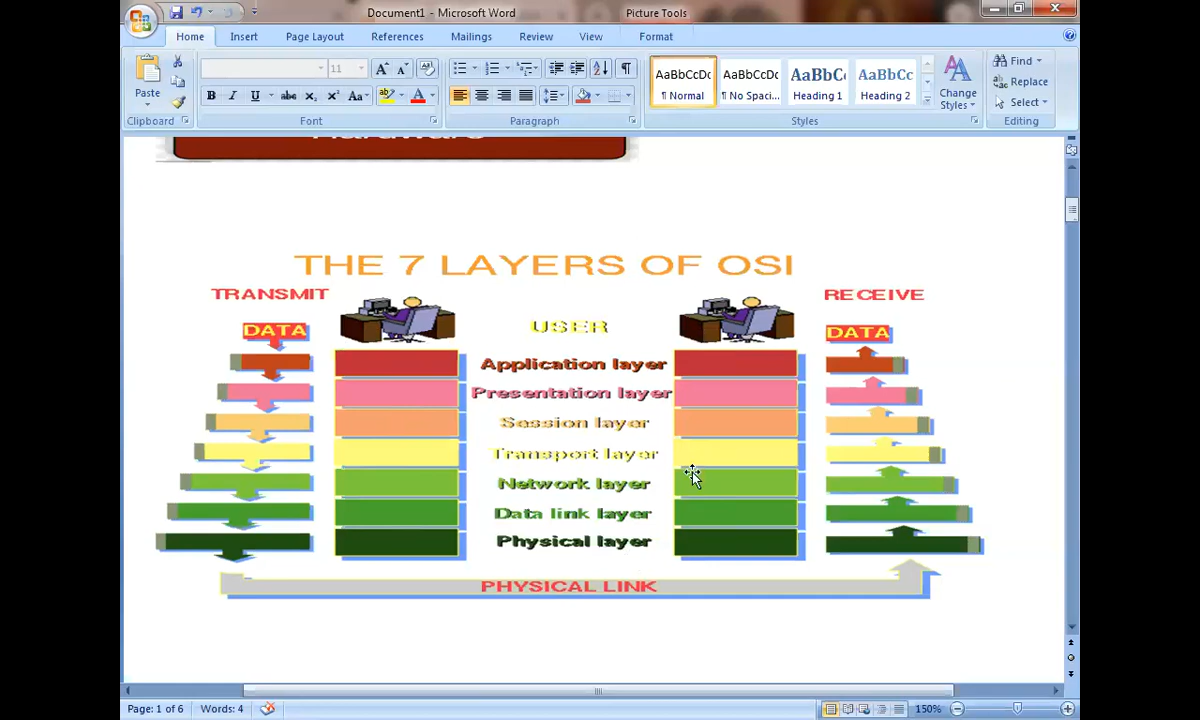 Document1 - Microsoft Word
Picture Tools
Home Insert Page Layout References Mailings Review View Format
Paste
Clipboard
11
Font
Paragraph
AaBbCcDc AaBbCcDc AaBbC AaBbCc
¶ Normal ¶ No Spaci... Heading 1 Heading 2
Change Styles
Styles
Find
Replace
Select
Editing
THE 7 LAYERS OF OSI
TRANSMIT
RECEIVE
DATA
USER
DATA
Application layer
Presentation layer
Session layer
Transport layer
Network layer
Data link layer
Physical layer
PHYSICAL LINK
Page: 1 of 6 Words: 4
150%